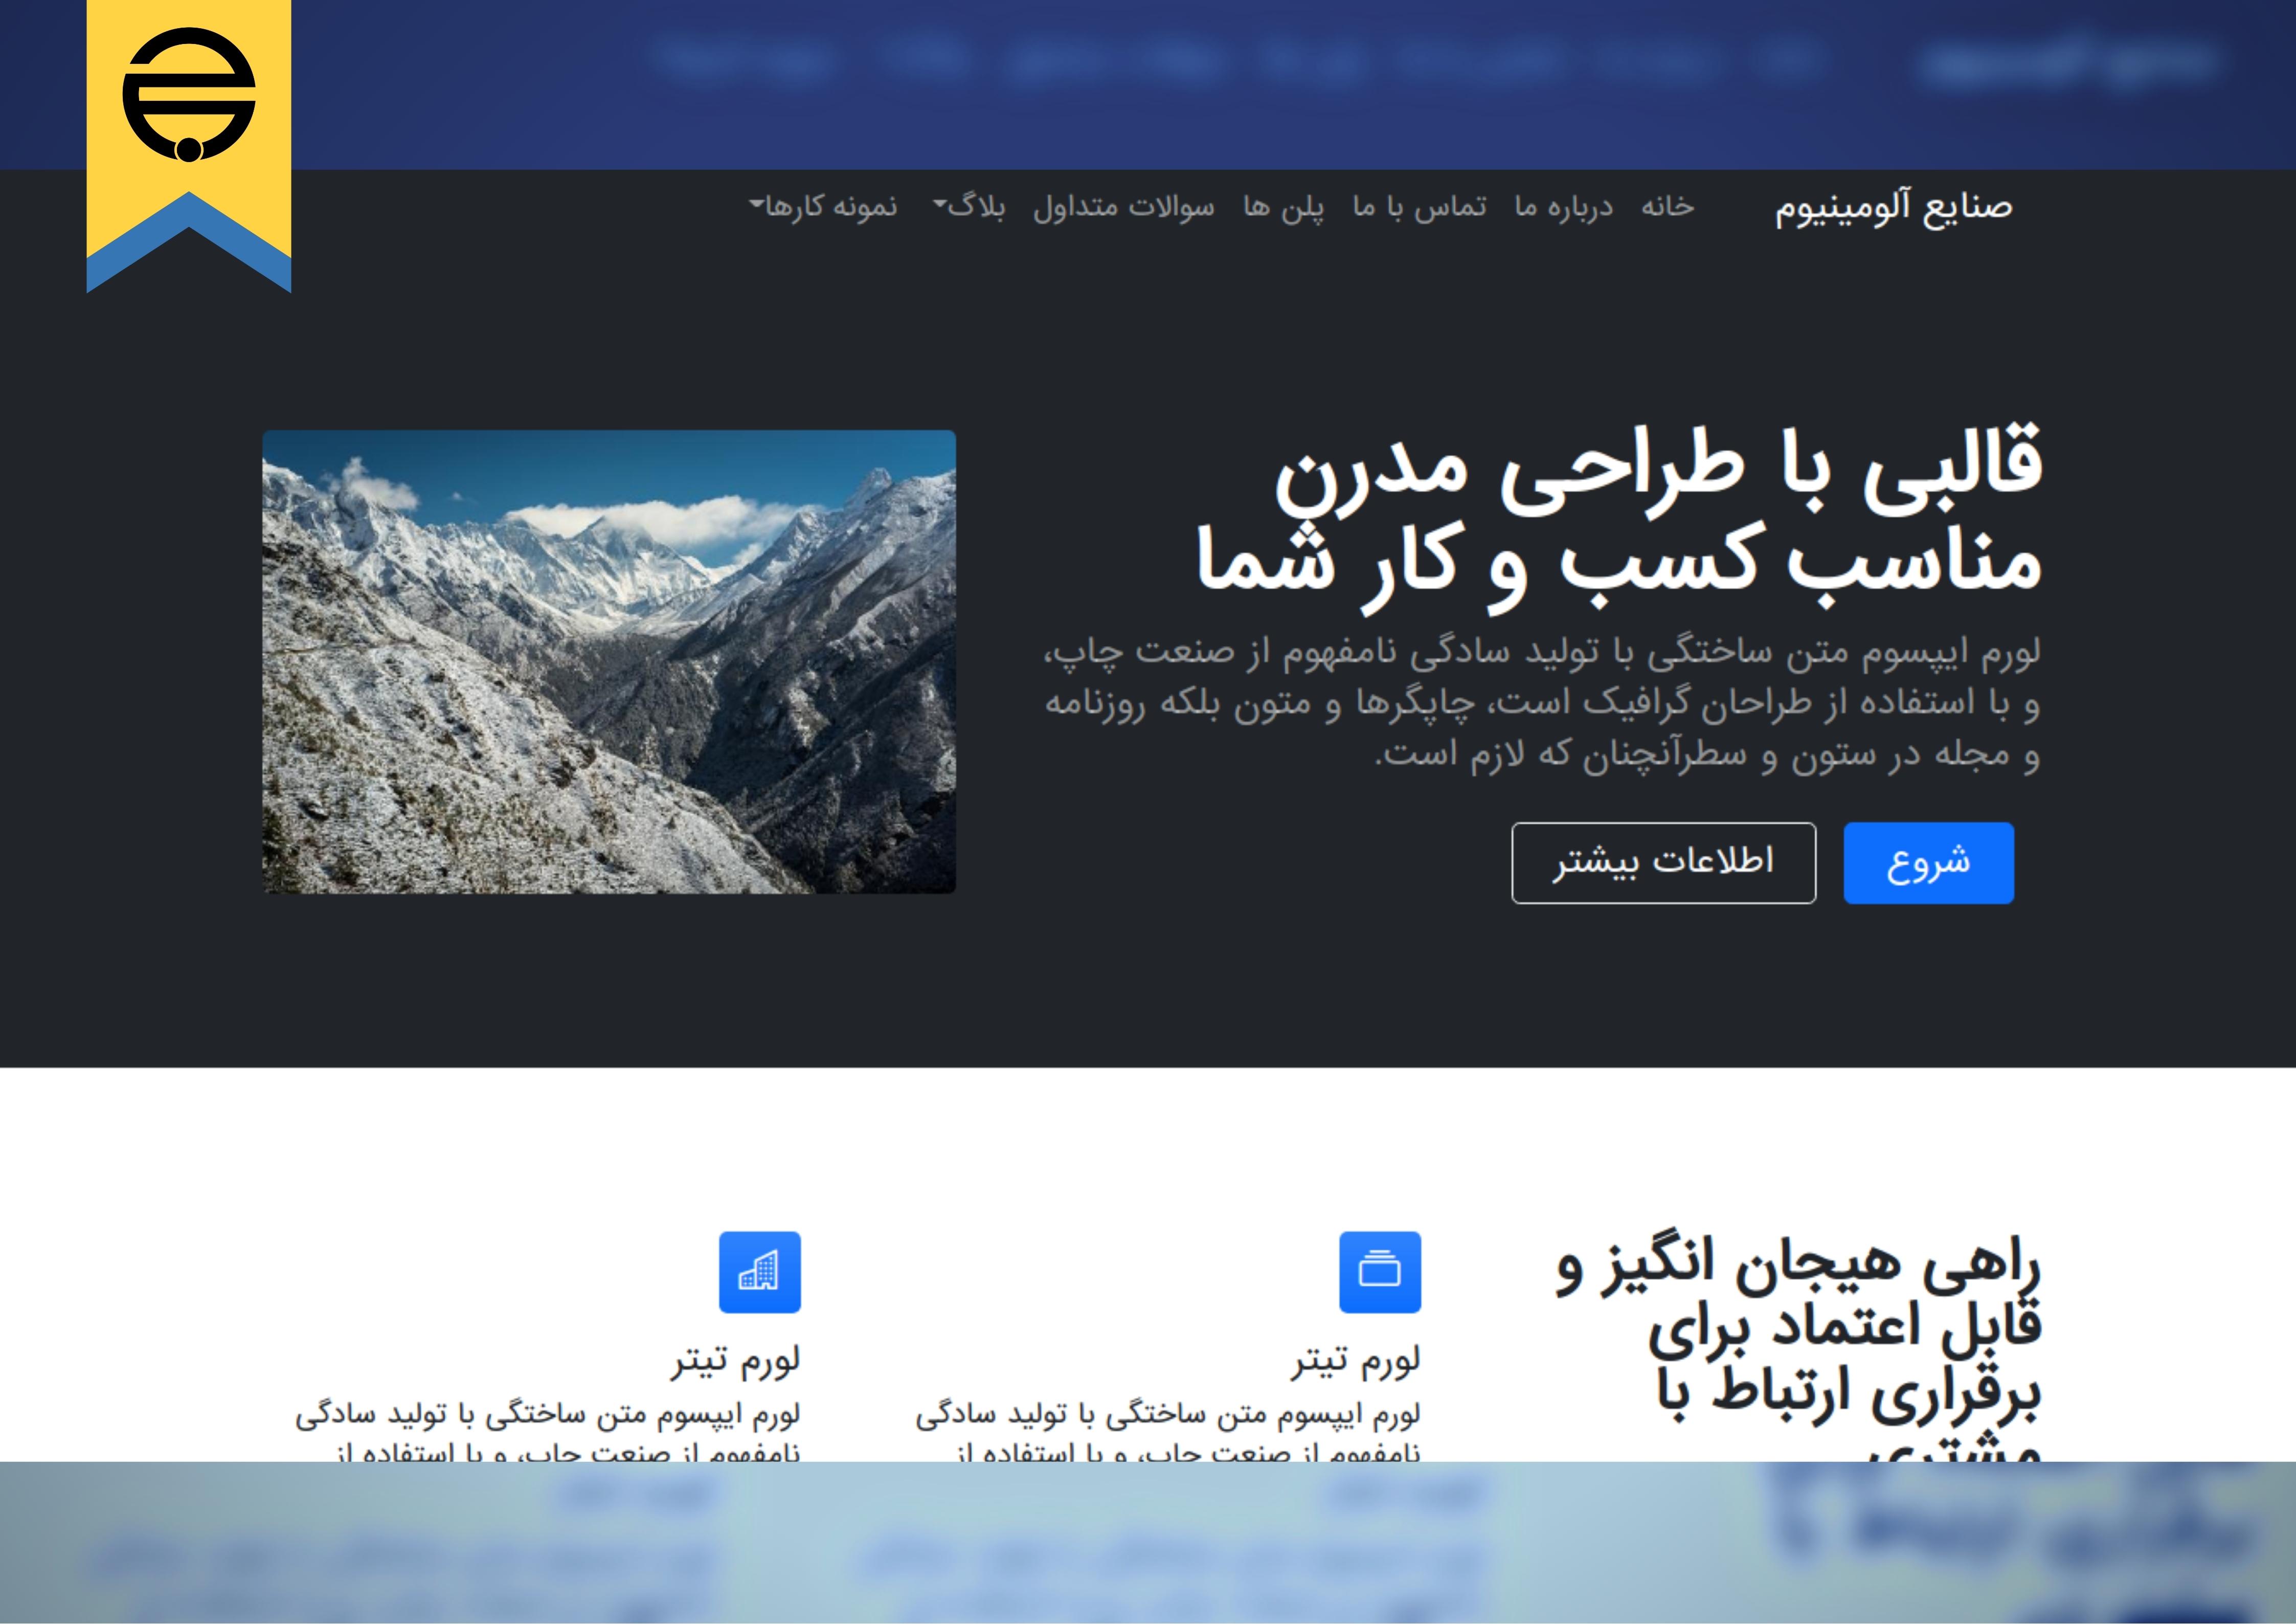 صنایع آلومینیوم
خانه درباره ما تماس با ما پلن ها سوالات متداول بلاگ نمونه کارها
قالبی با طراحی مدرن
مناسب کسب و کار شما
لورم ایپسوم متن ساختگی با تولید سادگی نامفهوم از صنعت چاپ،
و با استفاده از طراحان گرافیک است، چاپگرها و متون بلکه روزنامه
و مجله در ستون و سطرآنچنان که لازم است.
شروع
اطلاعات بیشتر
راهی هیجان انگیز و
قابل اعتماد برای
برقراری ارتباط با
مشتری
لورم تیتر
لورم ایپسوم متن ساختگی با تولید سادگی
نامفهوم از صنعت چاپ، و با استفاده از
لورم تیتر
لورم ایپسوم متن ساختگی با تولید سادگی
نامفهوم از صنعت چاپ، و با استفاده از